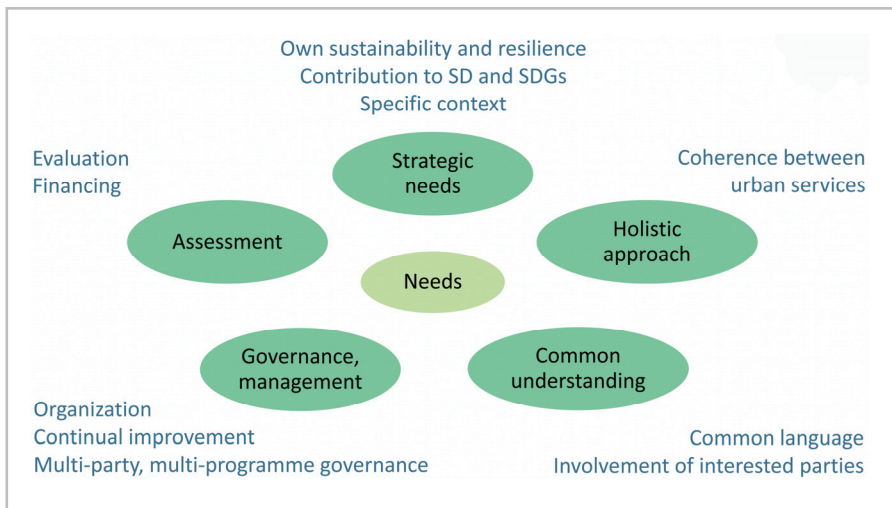 Own sustainability and resilience
Contribution to SD and SDGs
Specific context
Evaluation
Financing
Strategic
needs
Coherence between
urban services
Assessment
Holistic
approach
Needs
Governance,
management
Common
understanding
Organization
Continual improvement
Multi-party, multi-programme governance
Common language
Involvement of interested parties